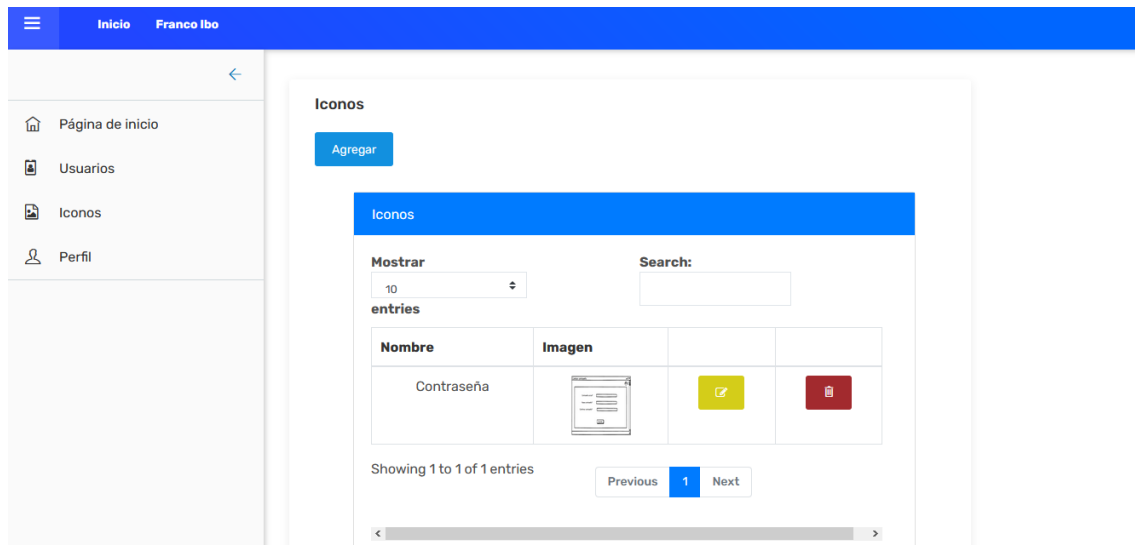 Inicio Franco Ibo
Página de inicio
Usuarios
Iconos
Perfil
Iconos
Agregar
Iconos
Mostrar
10
entries
Search:
Nombre Imagen
Contraseña
Showing 1 to 1 of 1 entries
Previous 1 Next